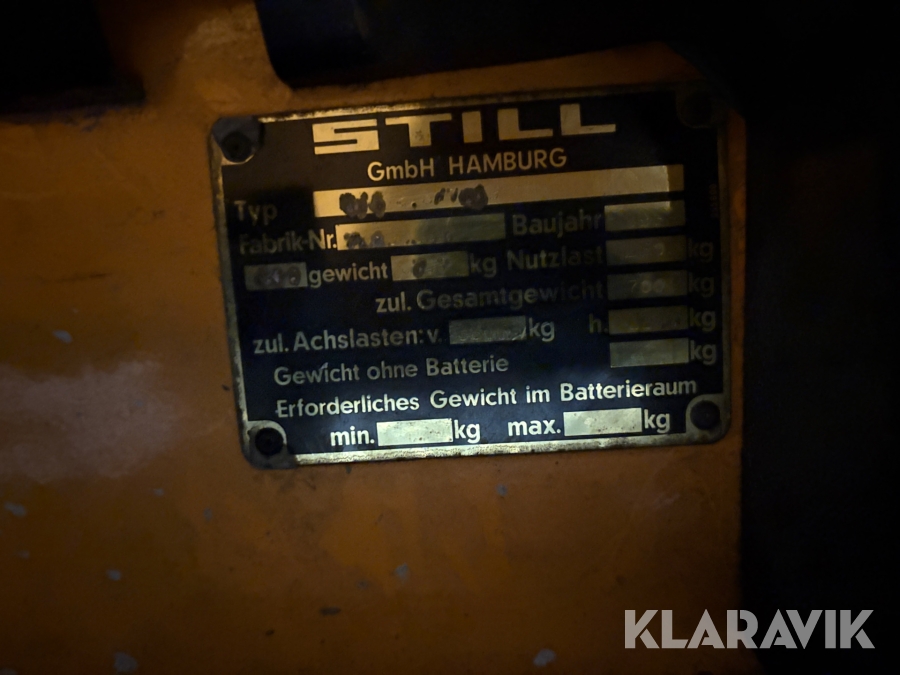 STILL
GmbH HAMBURG
Typ
Fabrik-Nr. Baujahr
gewicht kg Nutzlast kg
zul. Gesamtgewicht kg
zul. Achslasten: v. kg h. kg
Gewicht ohne Batterie kg
Erforderliches Gewicht im Batterieraum
min. kg max. kg
KLARAVIK